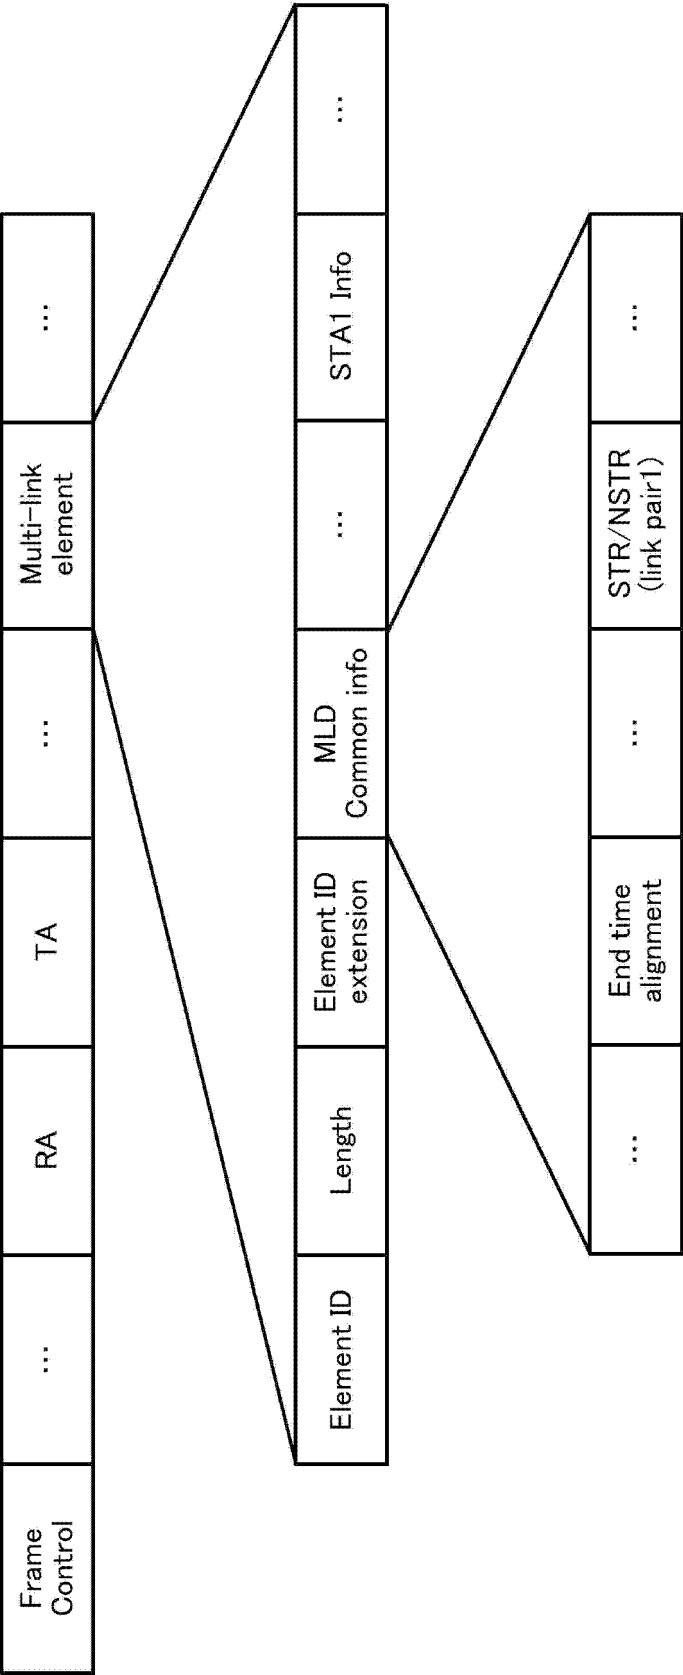 Frame
Control
...
RA
TA
...
Multi-link
element
...
Element ID
Length
Element ID
extension
MLD
Common info
...
STA1 Info
...
...
End time
alignment
...
STR/NSTR
(link pair1)
...